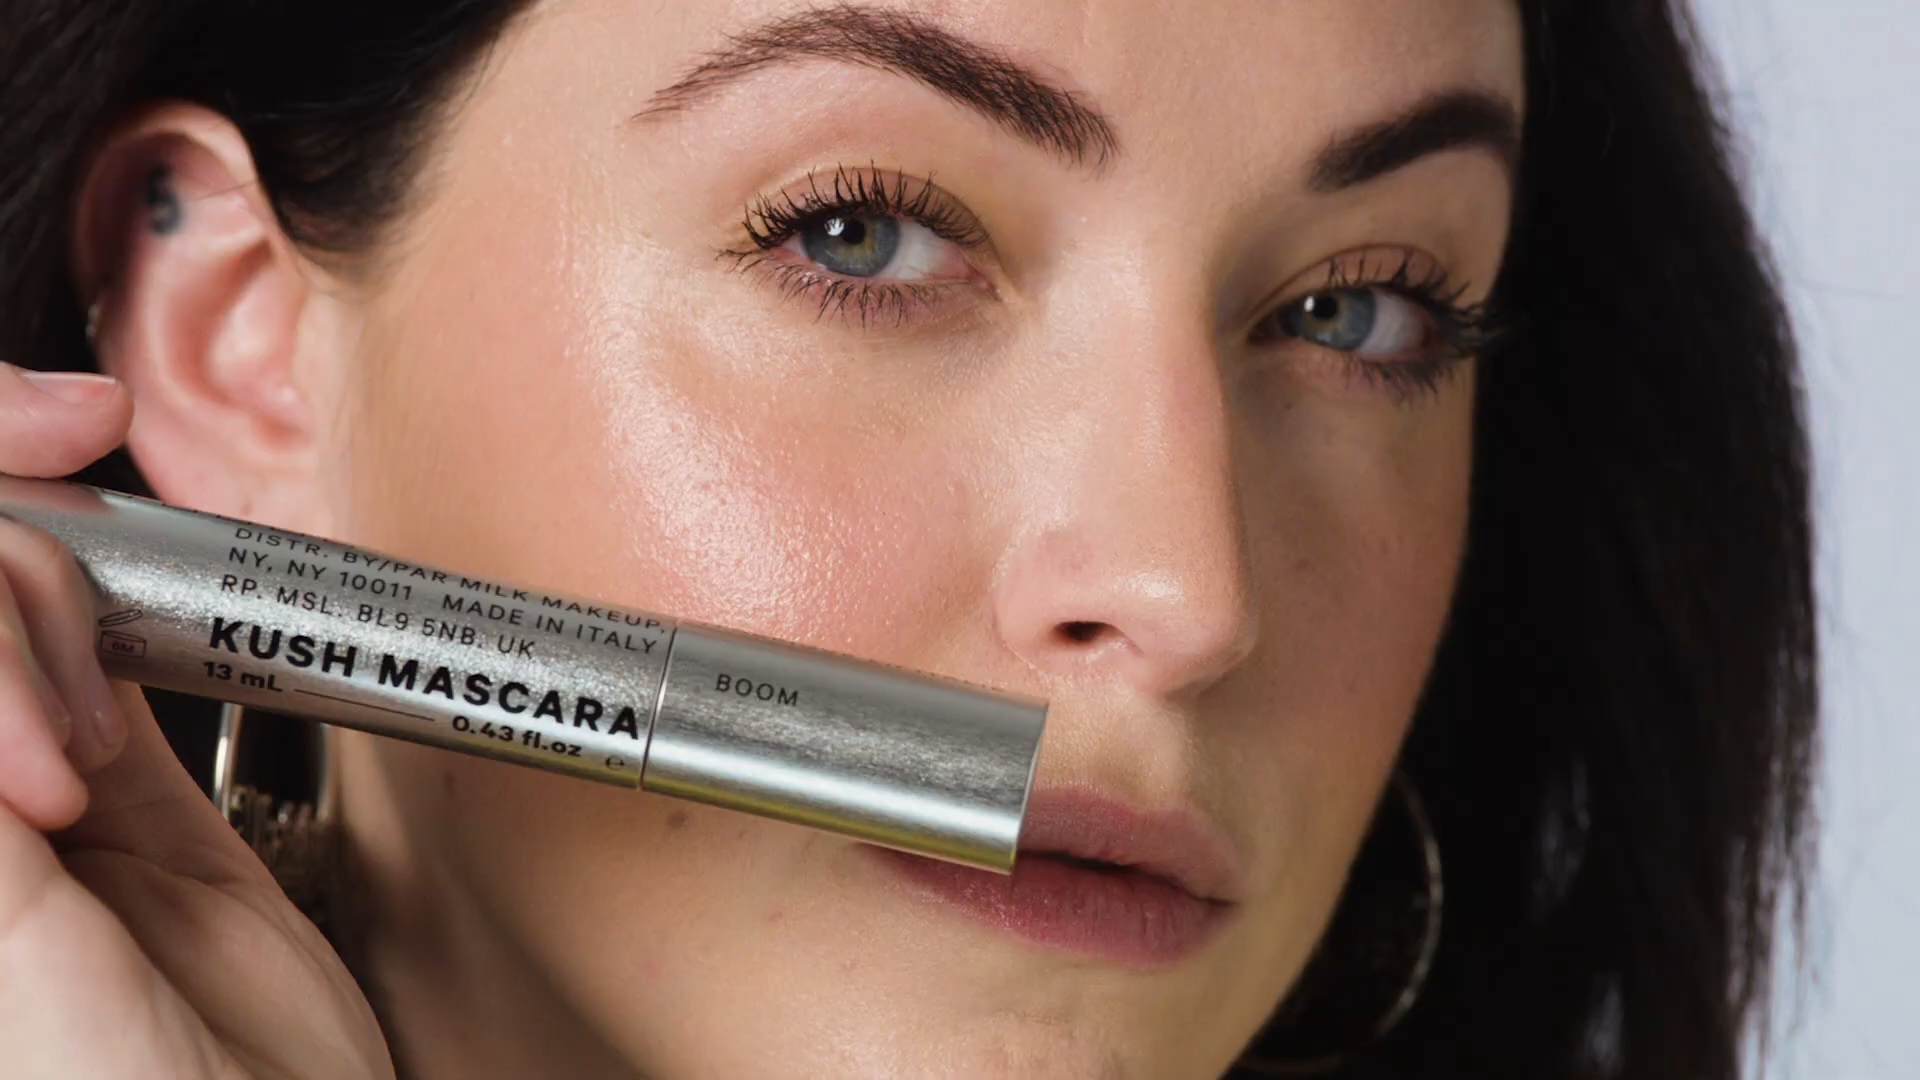 DISTR. BY/PAR MILK MAKEUP,
NY, NY 10011 MADE IN ITALY
RP. MSL. BL9 5NB. UK
KUSH MASCARA
13 mL
0.43 fl.oz ℮
6M
BOOM